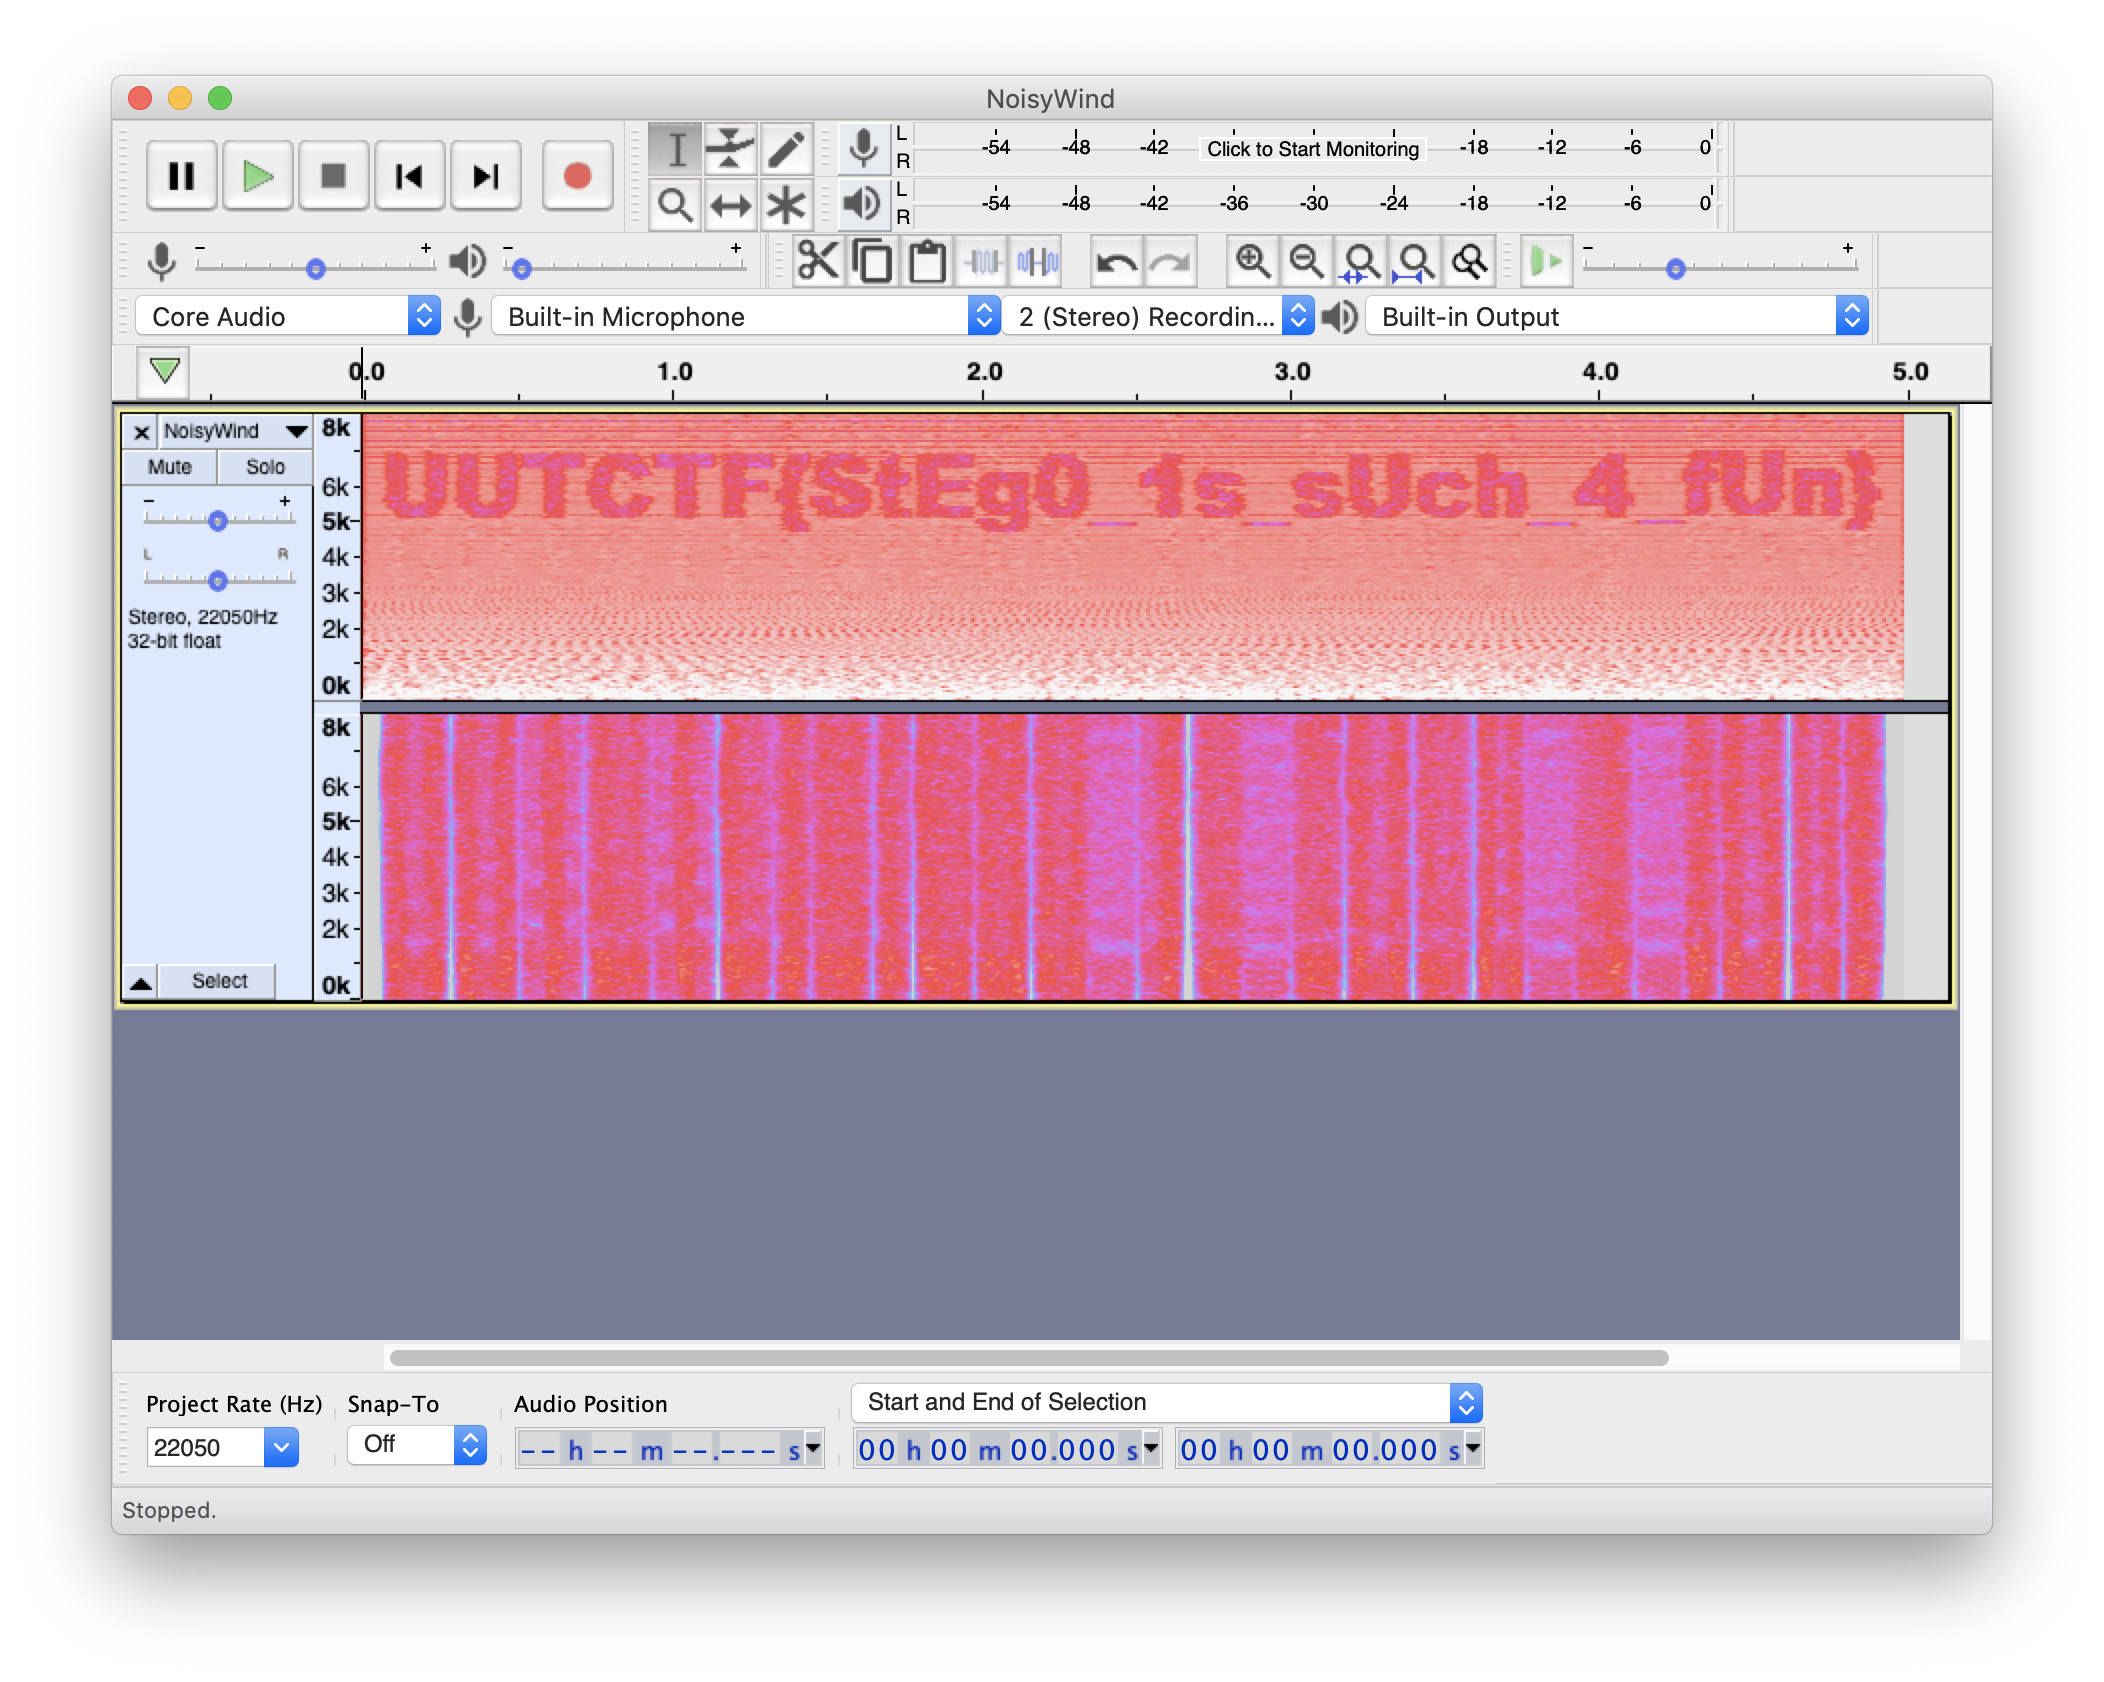 NoisyWind
L
-54 -48 -42 Click to Start Monitoring -18 -12 -6 0
R
L
-54 -48 -42 -36 -30 -24 -18 -12 -6 0
R
- + - + - +
Core Audio Built-in Microphone 2 (Stereo) Recordin... Built-in Output
0.0 1.0 2.0 3.0 4.0 5.0
x NoisyWind
Mute Solo
- +
L R
Stereo, 22050Hz
32-bit float
Select
8k
6k
5k
4k
3k
2k
0k
UUTCTF{StEg0_1s_sUch_4_fUn}
8k
6k
5k
4k
3k
2k
0k
Project Rate (Hz) Snap-To Audio Position Start and End of Selection
22050 Off -- h -- m --.--- s 00 h 00 m 00.000 s 00 h 00 m 00.000 s
Stopped.